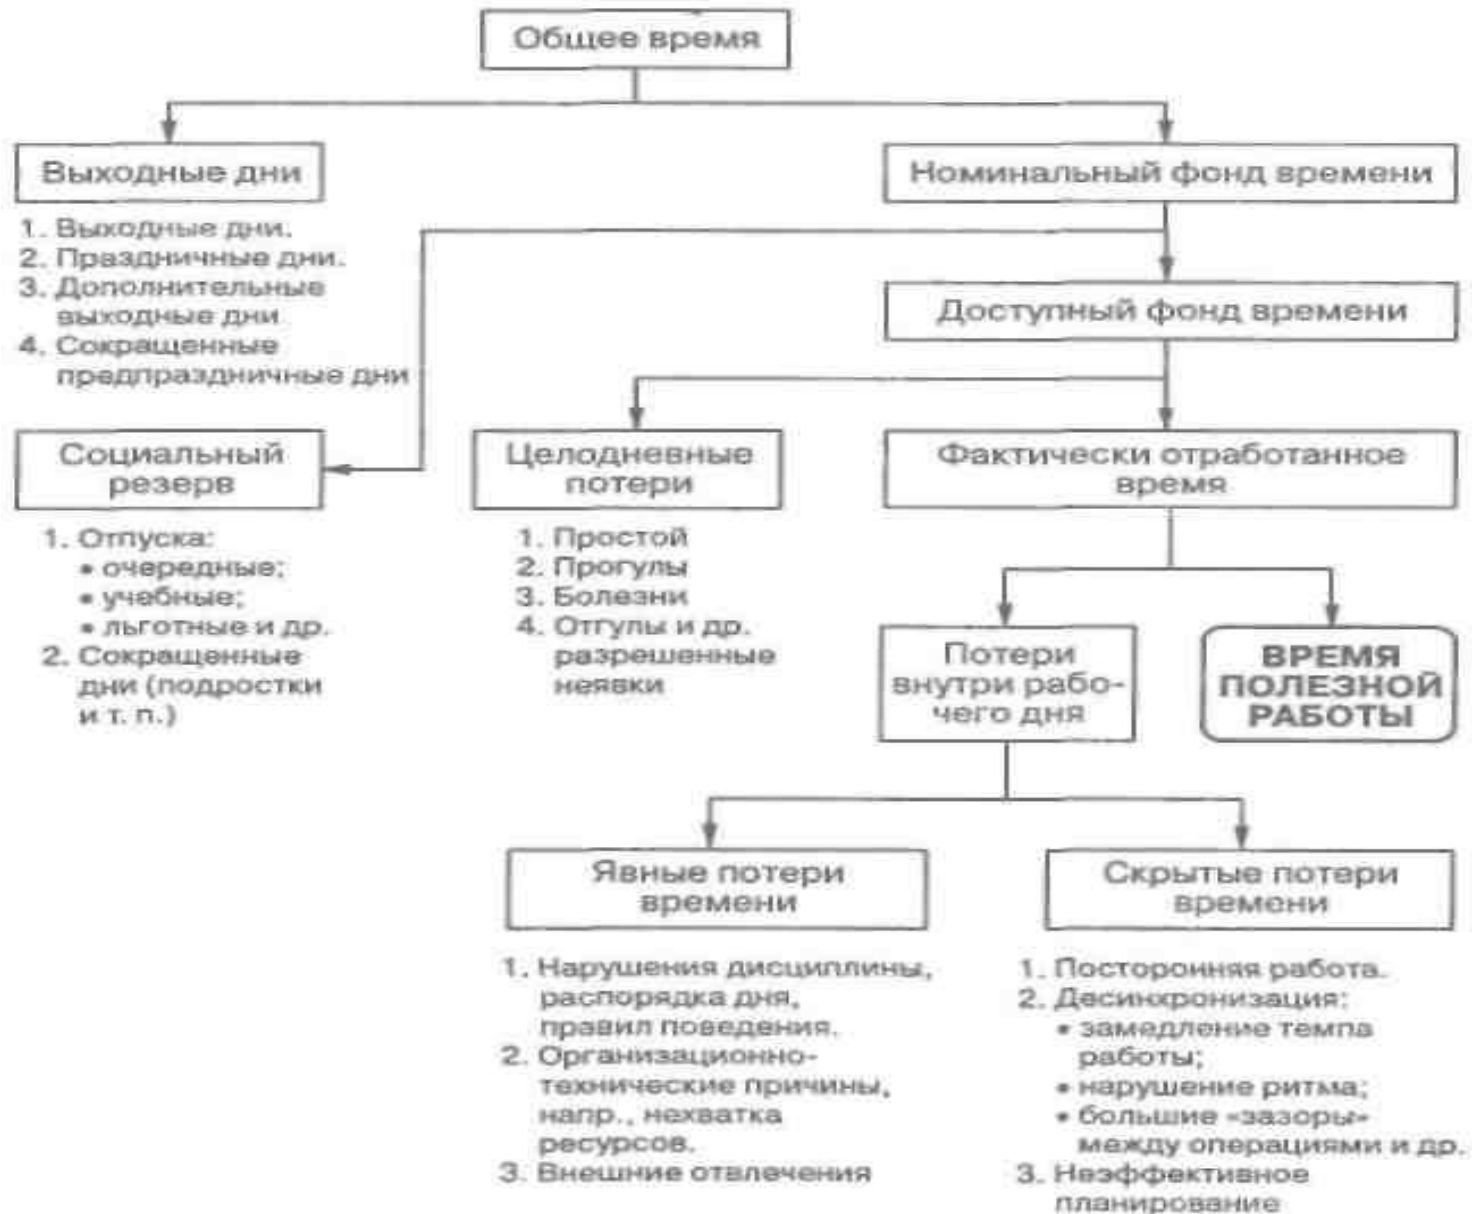 Общее время
Выходные дни
1. Выходные дни.
2. Праздничные дни.
3. Дополнительные
выходные дни
4. Сокращенные
предпраздничные дни
Номинальный фонд времени
Доступный фонд времени
Социальный
резерв
1. Отпуска:
• очередные;
• учебные;
• льготные и др.
2. Сокращенные
дни (подростки
и т. п.)
Целодневные
потери
1. Простой
2. Прогулы
3. Болезни
4. Отгулы и др.
разрешенные
неявки
Фактически отработанное
время
Потери
внутри рабо-
чего дня
ВРЕМЯ
ПОЛЕЗНОЙ
РАБОТЫ
Явные потери
времени
1. Нарушения дисциплины,
распорядка дня,
правил поведения.
2. Организационно-
технические причины,
напр., нехватка
ресурсов.
3. Внешние отвлечения
Скрытые потери
времени
1. Посторонняя работа.
2. Десинхронизация:
• замедление темпа
работы;
• нарушение ритма;
• большие «зазоры»
между операциями и др.
3. Неэффективное
планирование